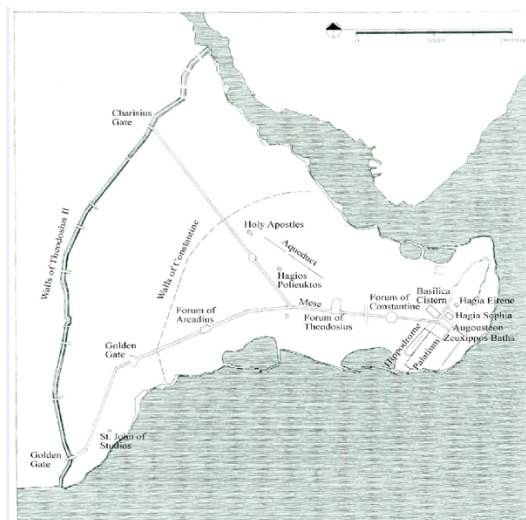 0
1000
2000m
Charisius
Gate
Walls of Theodosius II
Walls of Constantine
Holy Apostles
Aqueduct
Hagios
Polieuktos
Mese
Forum of
Arcadius
Forum of
Theodosius
Forum of
Constantine
Basilica
Cistern
Hagia Eirene
Hagia Sophia
Augousteon
Zeuxippos Baths
Hippodrome
Palatium
Golden
Gate
St. John of
Studios
Golden
Gate